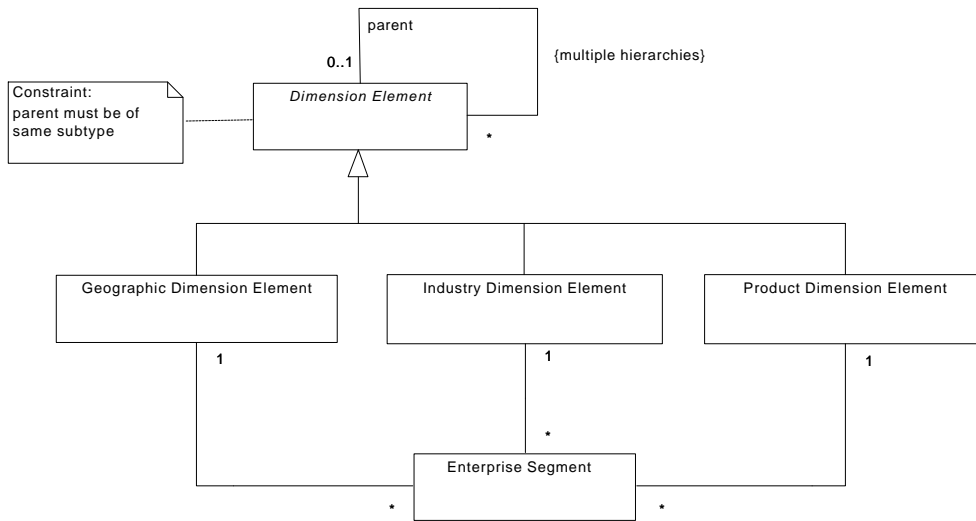 parent
0..1
{multiple hierarchies}
Constraint:
parent must be of
same subtype
Dimension Element
*
Geographic Dimension Element
Industry Dimension Element
Product Dimension Element
1
1
1
*
Enterprise Segment
*
*